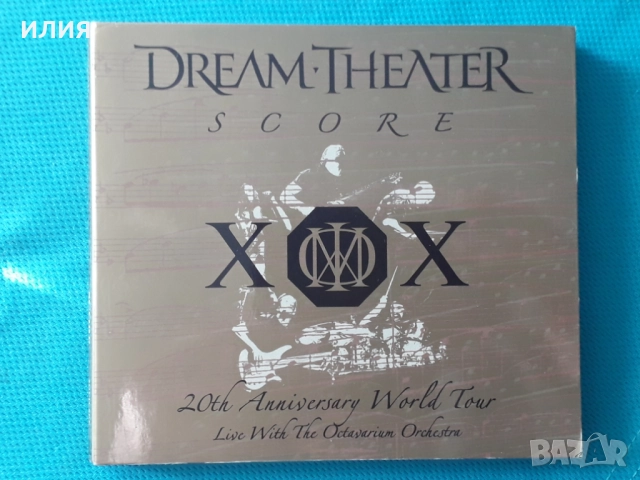 илия
DREAM·THEATER
SCORE
X X
20th Anniversary World Tour
Live With The Octavarium Orchestra
BAZAR